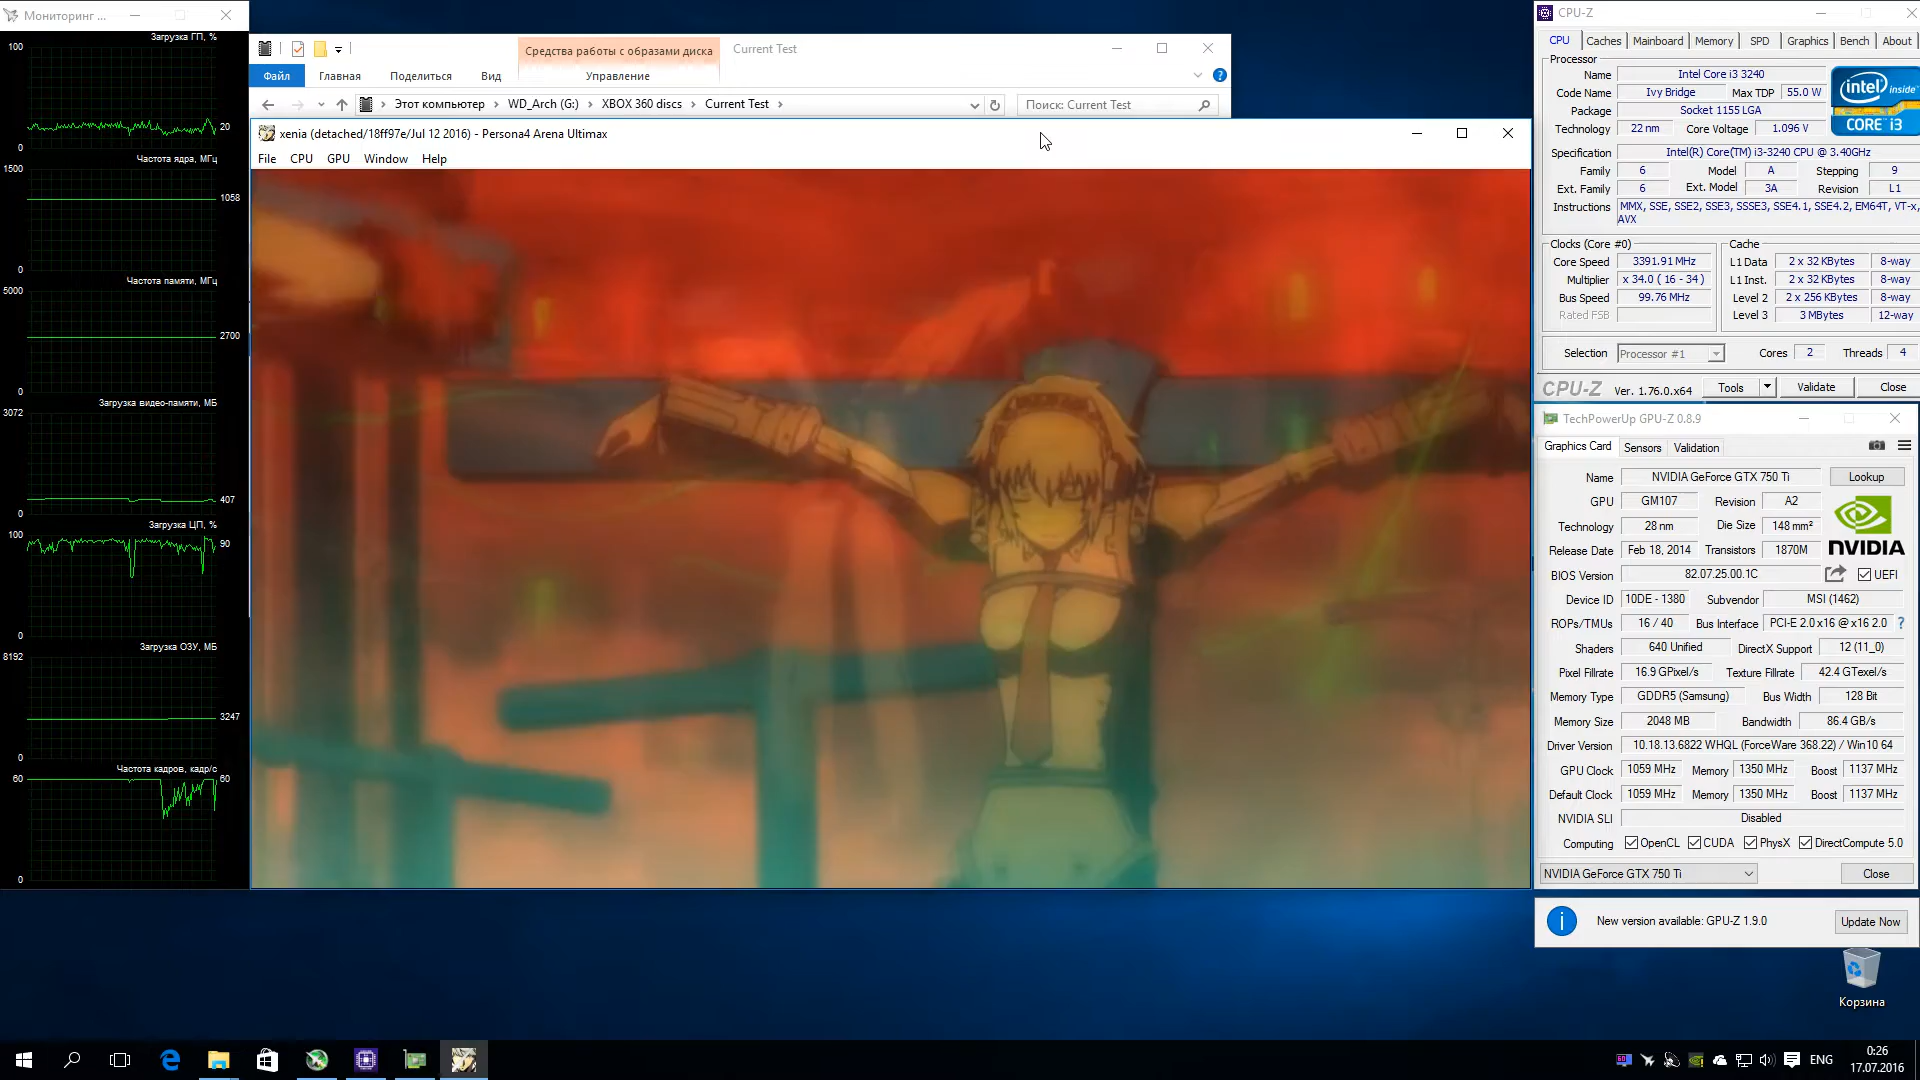 Мониторинг ...
Загрузка ГП, %
100
20
0
Частота ядра, МГц
1500
1058
0
Частота памяти, МГц
5000
2700
0
Загрузка видео-памяти, МБ
3072
407
0
Загрузка ЦП, %
100
90
0
Загрузка ОЗУ, МБ
8192
3247
0
Частота кадров, кадр/с
60
60
0
Средства работы с образами диска
Current Test
Файл
Главная
Поделиться
Вид
Управление
Этот компьютер
WD_Arch (G:)
XBOX 360 discs
Current Test
Поиск: Current Test
xenia (detached/18ff97e/Jul 12 2016) - Persona4 Arena Ultimax
File CPU GPU Window Help
CPU-Z
CPU Caches Mainboard Memory SPD Graphics Bench About
Processor
Name Intel Core i3 3240
Code Name Ivy Bridge Max TDP 55.0 W
Package Socket 1155 LGA
Technology 22 nm Core Voltage 1.096 V
intel inside
CORE i3
Specification Intel(R) Core(TM) i3-3240 CPU @ 3.40GHz
Family 6 Model A Stepping 9
Ext. Family 6 Ext. Model 3A Revision L1
Instructions MMX, SSE, SSE2, SSE3, SSSE3, SSE4.1, SSE4.2, EM64T, VT-x,
AVX
Clocks (Core #0)
Core Speed 3391.91 MHz
Multiplier x 34.0 ( 16 - 34 )
Bus Speed 99.76 MHz
Rated FSB
Cache
L1 Data 2 x 32 KBytes 8-way
L1 Inst. 2 x 32 KBytes 8-way
Level 2 2 x 256 KBytes 8-way
Level 3 3 MBytes 12-way
Selection Processor #1 Cores 2 Threads 4
CPU-Z Ver. 1.76.0.x64 Tools Validate Close
TechPowerUp GPU-Z 0.8.9
Graphics Card Sensors Validation
Name NVIDIA GeForce GTX 750 Ti Lookup
GPU GM107 Revision A2
Technology 28 nm Die Size 148 mm²
Release Date Feb 18, 2014 Transistors 1870M
NVIDIA
BIOS Version 82.07.25.00.1C UEFI
Device ID 10DE - 1380 Subvendor MSI (1462)
ROPs/TMUs 16 / 40 Bus Interface PCI-E 2.0 x16 @ x16 2.0 ?
Shaders 640 Unified DirectX Support 12 (11_0)
Pixel Fillrate 16.9 GPixel/s Texture Fillrate 42.4 GTexel/s
Memory Type GDDR5 (Samsung) Bus Width 128 Bit
Memory Size 2048 MB Bandwidth 86.4 GB/s
Driver Version 10.18.13.6822 WHQL (ForceWare 368.22) / Win10 64
GPU Clock 1059 MHz Memory 1350 MHz Boost 1137 MHz
Default Clock 1059 MHz Memory 1350 MHz Boost 1137 MHz
NVIDIA SLI Disabled
Computing OpenCL CUDA PhysX DirectCompute 5.0
NVIDIA GeForce GTX 750 Ti Close
New version available: GPU-Z 1.9.0 Update Now
Корзина
60
ENG
0:26
17.07.2016